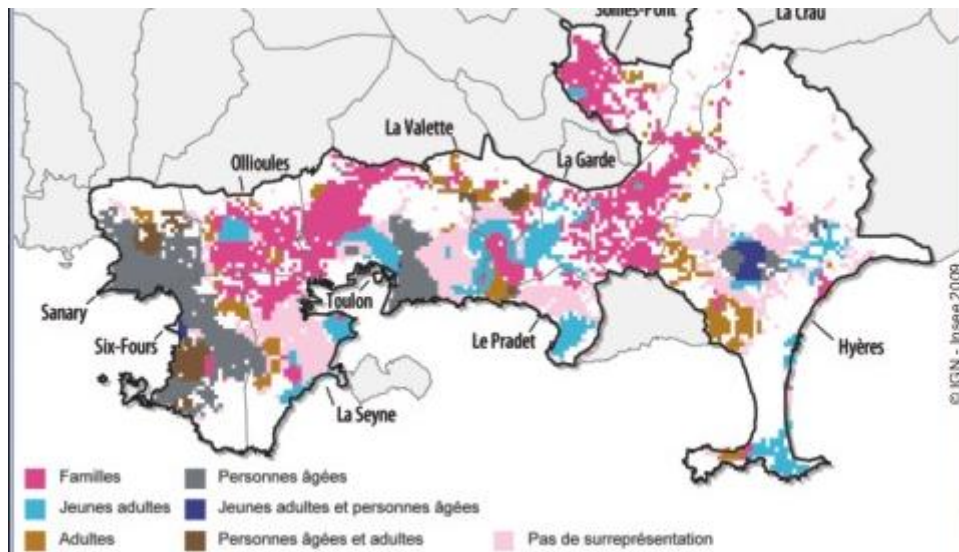 La Crau
La Valette
Ollioules
La Garde
Toulon
Sanary
Six-Fours
Le Pradet
Hyères
La Seyne
© IGN - Insee 2009
Familles
Personnes âgées
Jeunes adultes
Jeunes adultes et personnes âgées
Adultes
Personnes âgées et adultes
Pas de surreprésentation